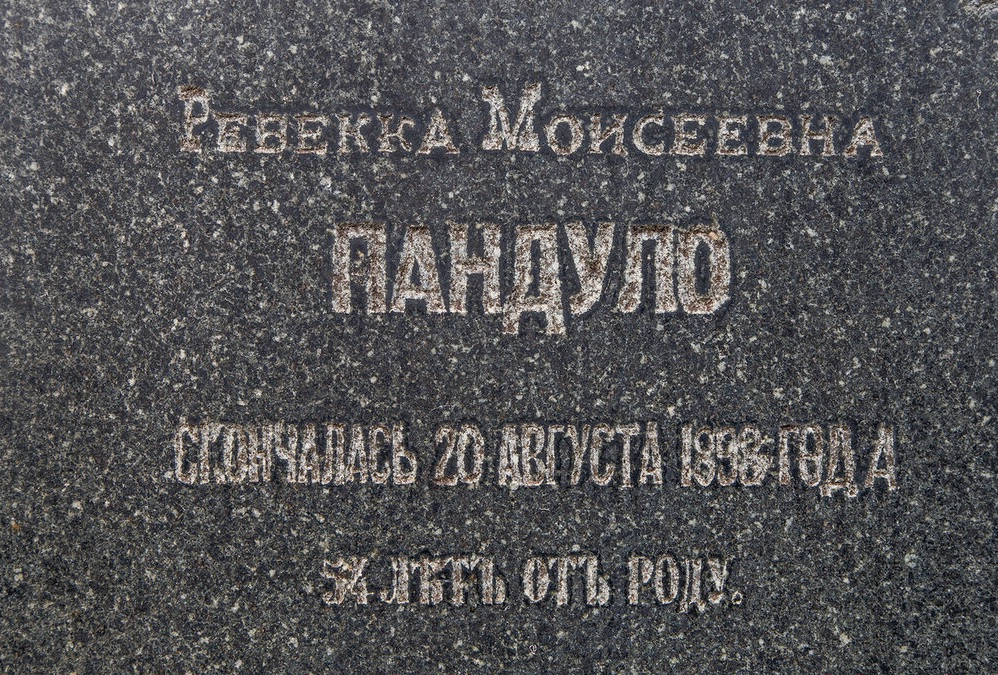 Ревекка Моисеевна
ПАНДУЛО
СКОНЧАЛАСЬ 20 АВГУСТА 1898 ГОДА
54 ЛѢТЪ ОТЪ РОДУ.